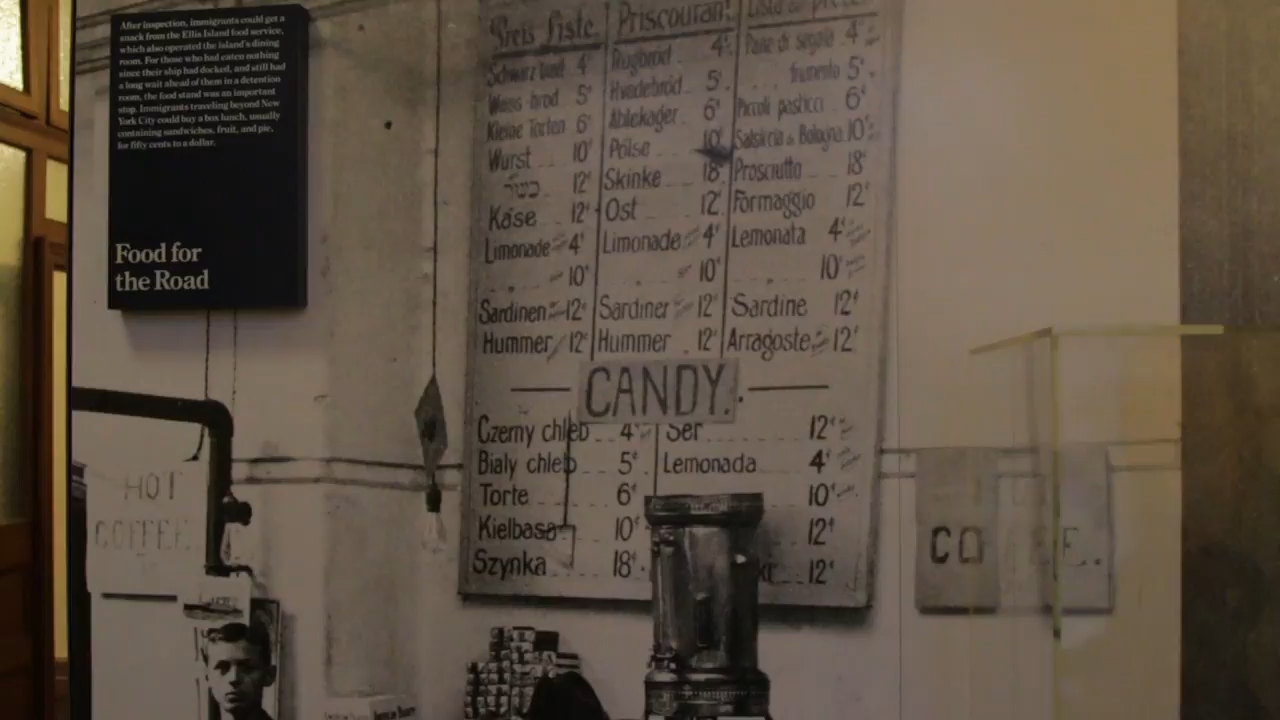 After inspection, immigrants could get a
snack from the Ellis Island food service,
which also operated the island's dining
room. For those who had eaten nothing
since their ship had docked, and still had
a long wait ahead of them in a detention
room, the food stand was an important
stop. Immigrants traveling beyond New
York City could buy a box lunch, usually
containing sandwiches, fruit, and pie,
for fifty cents to a dollar.
Food for
the Road
Preis Liste
Schwarz brod 4¢
Weiss-brod 5¢
Kleine Torten 6¢
Wurst 10¢
כשר 12¢
Käse 12¢
Limonade 4¢
10¢
Sardinen 12¢
Hummer 12¢
Priscourant
Rugbrod 4¢
Hvedebröd 5¢
Ablekager 6¢
Pölse 10¢
Skinke 18¢
Ost 12¢
Limonade 4¢
10¢
Sardiner 12¢
Hummer 12¢
Lista di
Pane di segale 4¢
frumento 5¢
Piccoli pasticci 6¢
Salsiccia di Bologna 10¢
Prosciutto 18¢
Formaggio 12¢
Lemonata 4¢
10¢
Sardine 12¢
Arragoste 12¢
CANDY.
Czerny chleb 4¢
Bialy chleb 5¢
Torte 6¢
Kielbasa 10¢
Szynka 18¢
Ser 12¢
Lemonada 4¢
10¢
12¢
12¢
HOT
COFFEE.